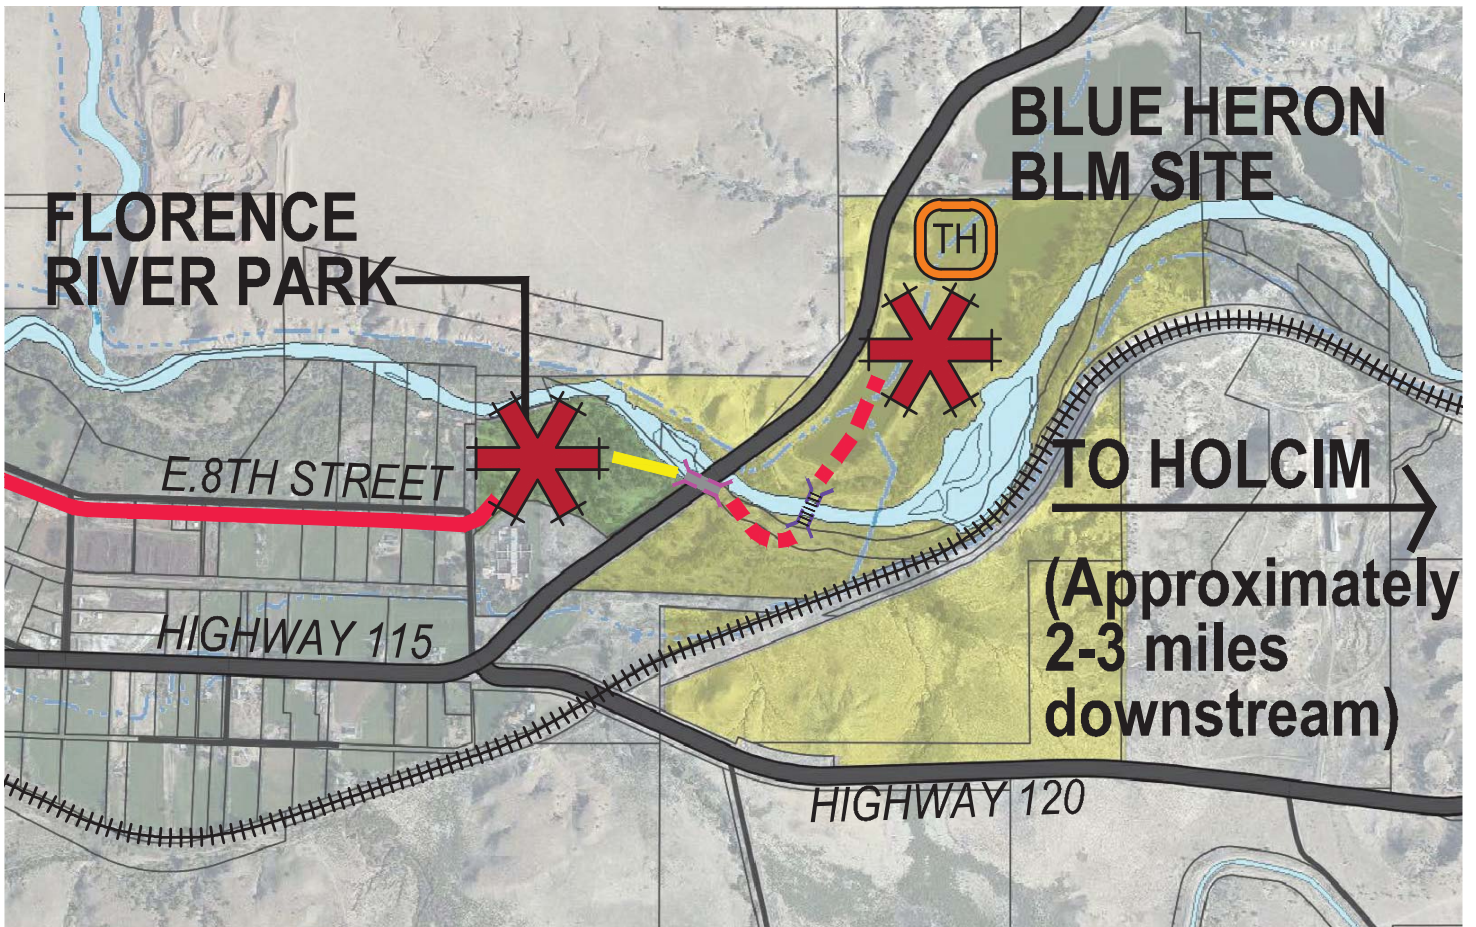 BLUE HERON
BLM SITE
FLORENCE
RIVER PARK
TH
E.8TH STREET
TO HOLCIM
(Approximately
2-3 miles
downstream)
HIGHWAY 115
HIGHWAY 120